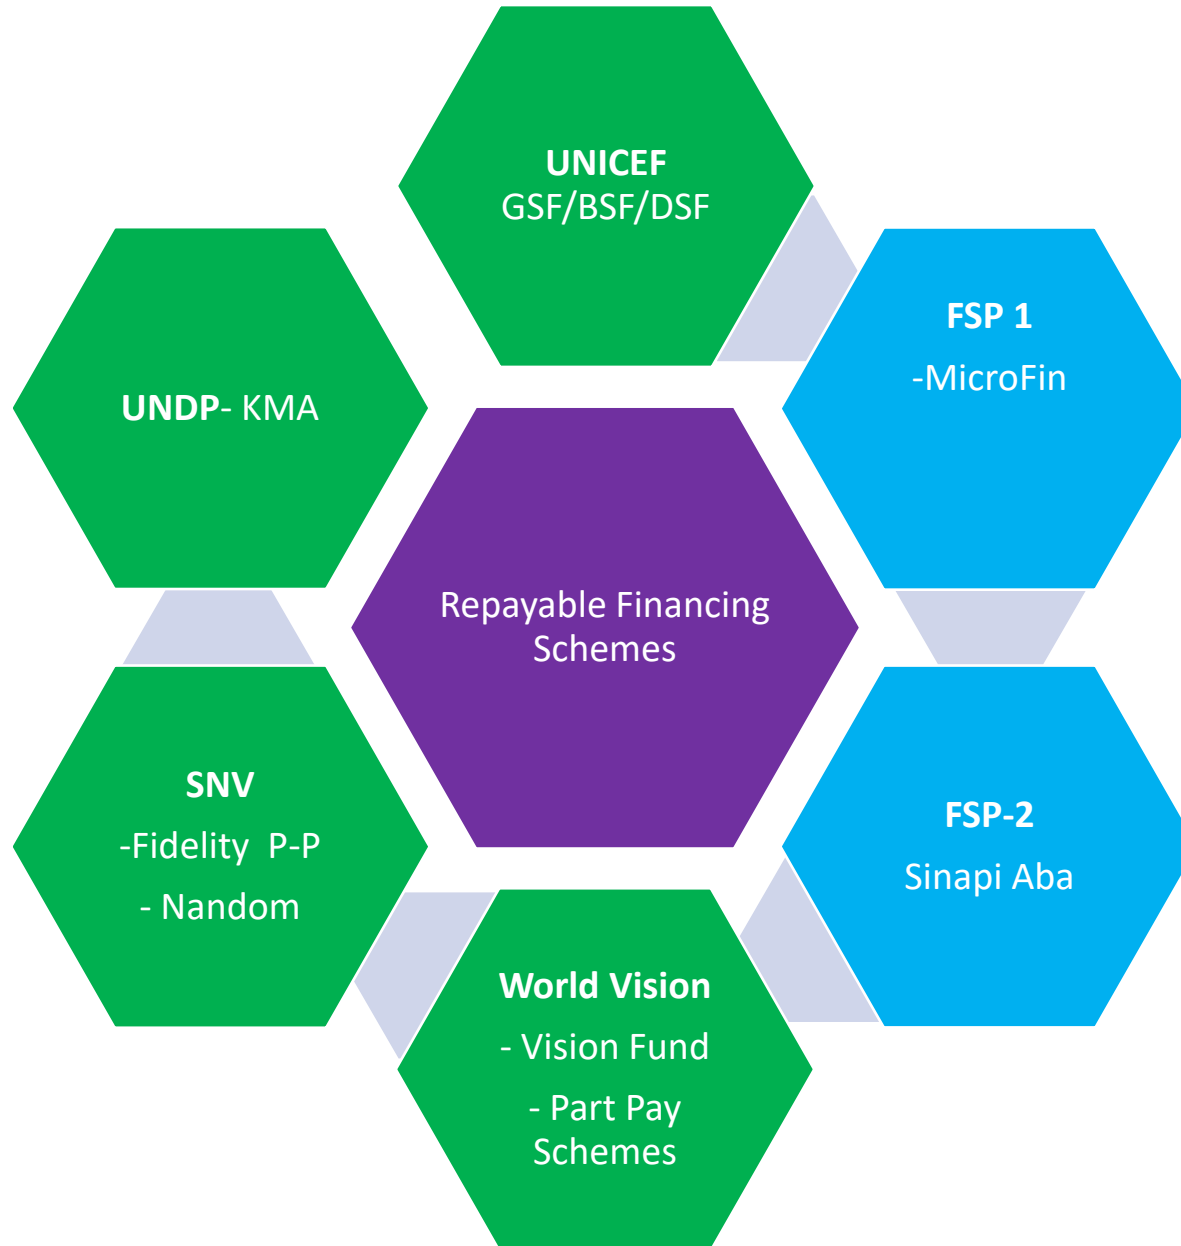 UNICEF
GSF/BSF/DSF
FSP 1
-MicroFin
UNDP- KMA
Repayable Financing
Schemes
SNV
-Fidelity  P-P
- Nandom
FSP-2
Sinapi Aba
World Vision
- Vision Fund
- Part Pay
Schemes